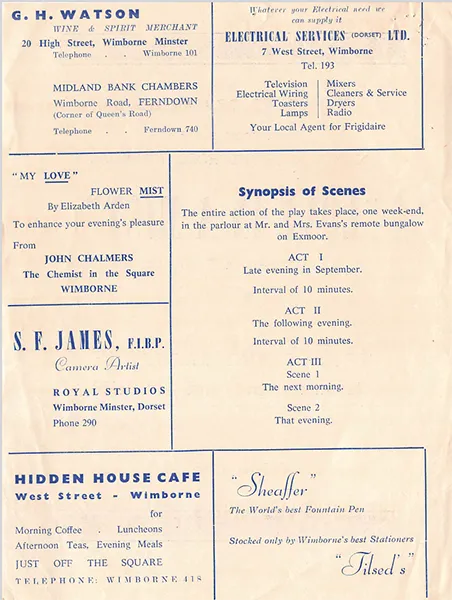 G. H. WATSON
WINE & SPIRIT MERCHANT
20 High Street, Wimborne Minster
Telephone . . Wimborne 101
MIDLAND BANK CHAMBERS
Wimborne Road, FERNDOWN
(Corner of Queen's Road)
Telephone . . Ferndown 740
Whatever your Electrical need we
can supply it
ELECTRICAL SERVICES (DORSET) LTD.
7 West Street, Wimborne
Tel. 193
Television Mixers
Electrical Wiring Cleaners & Service
Toasters Dryers
Lamps Radio
Your Local Agent for Frigidaire
"MY LOVE"
FLOWER MIST
By Elizabeth Arden
To enhance your evening's pleasure
From
JOHN CHALMERS
The Chemist in the Square
WIMBORNE
Synopsis of Scenes
The entire action of the play takes place, one week-end,
in the parlour at Mr. and Mrs. Evans's remote bungalow
on Exmoor.
ACT I
Late evening in September.
Interval of 10 minutes.
ACT II
The following evening.
Interval of 10 minutes.
ACT III
Scene 1
The next morning.
Scene 2
That evening.
S. F. JAMES, F.I.B.P.
Camera Artist
ROYAL STUDIOS
Wimborne Minster, Dorset
Phone 290
HIDDEN HOUSE CAFE
West Street - Wimborne
for
Morning Coffee . Luncheons
Afternoon Teas, Evening Meals
JUST OFF THE SQUARE
TELEPHONE: WIMBORNE 418
"Sheaffer"
The World's best Fountain Pen
Stocked only by Wimborne's best Stationers
"Tilsed's"